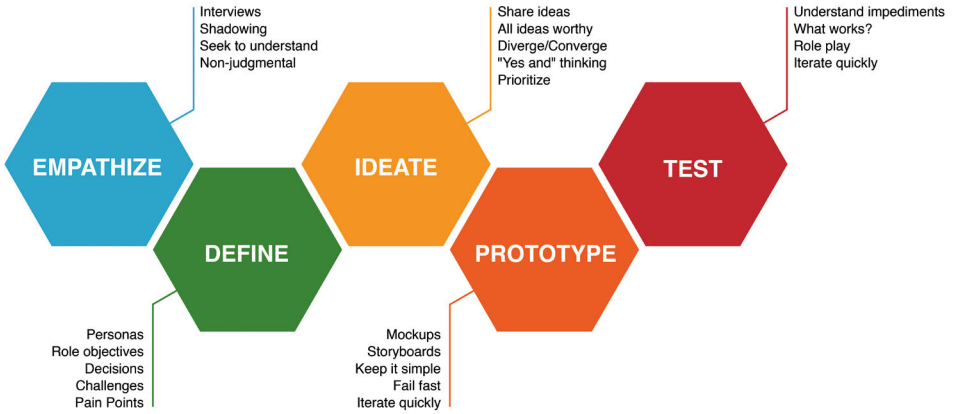 Interviews
Shadowing
Seek to understand
Non-judgmental
EMPATHIZE
Personas
Role objectives
Decisions
Challenges
Pain Points
DEFINE
Share ideas
All ideas worthy
Diverge/Converge
"Yes and" thinking
Prioritize
IDEATE
Mockups
Storyboards
Keep it simple
Fail fast
Iterate quickly
PROTOTYPE
Understand impediments
What works?
Role play
Iterate quickly
TEST